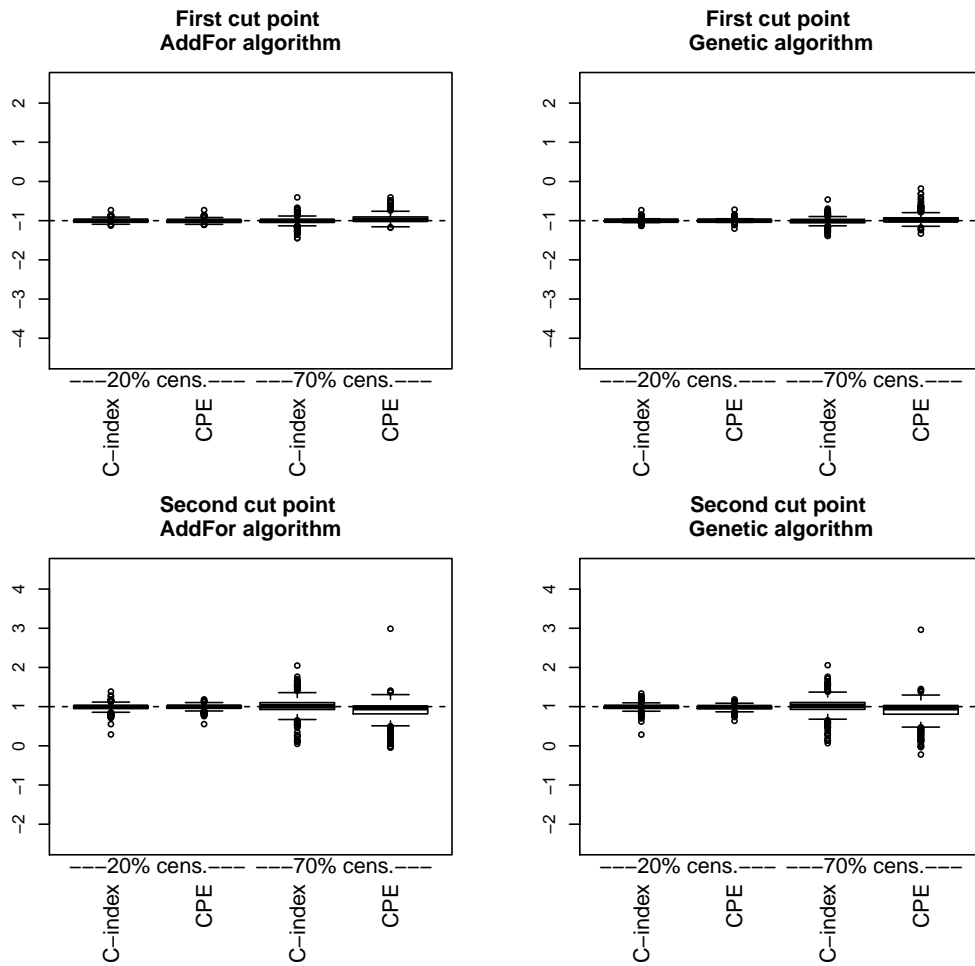 First cut point
AddFor algorithm
2
1
0
−1
−2
−3
−4
−−−20% cens.−−−
−−−70% cens.−−−
C−index
CPE
C−index
CPE
First cut point
Genetic algorithm
2
1
0
−1
−2
−3
−4
−−−20% cens.−−−
−−−70% cens.−−−
C−index
CPE
C−index
CPE
Second cut point
AddFor algorithm
4
3
2
1
0
−1
−2
−−−20% cens.−−−
−−−70% cens.−−−
C−index
CPE
C−index
CPE
Second cut point
Genetic algorithm
4
3
2
1
0
−1
−2
−−−20% cens.−−−
−−−70% cens.−−−
C−index
CPE
C−index
CPE